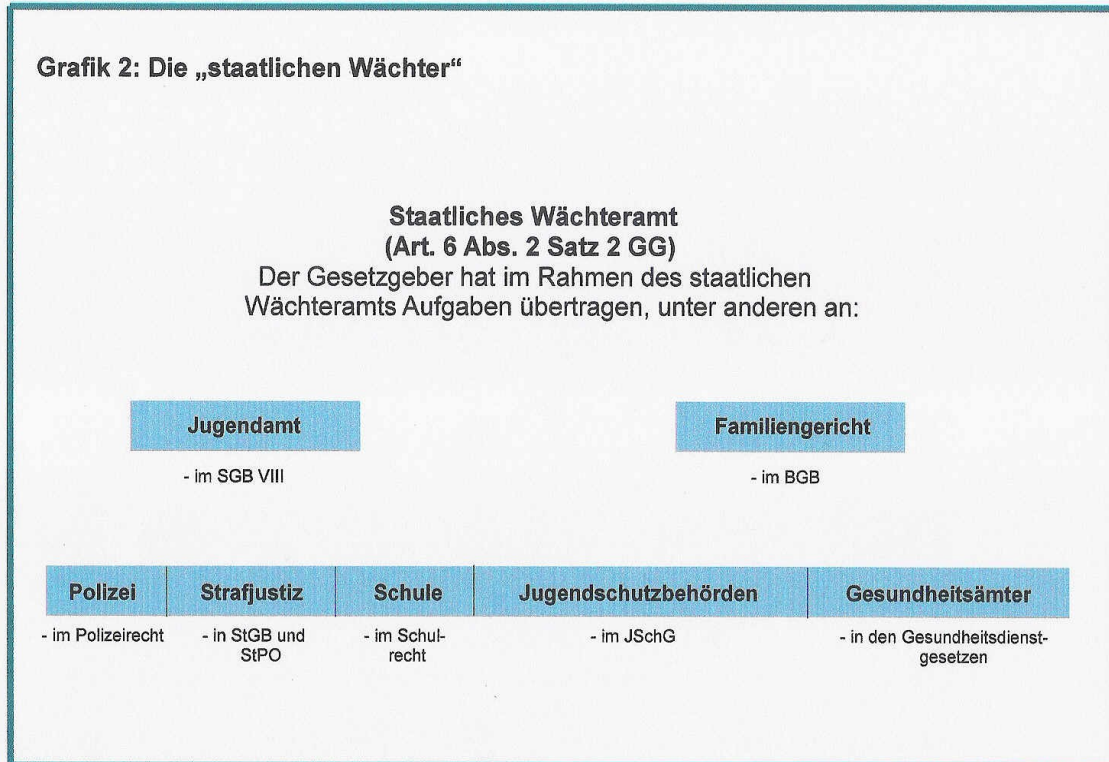 Grafik 2: Die „staatlichen Wächter“
Staatliches Wächteramt
(Art. 6 Abs. 2 Satz 2 GG)
Der Gesetzgeber hat im Rahmen des staatlichen
Wächteramts Aufgaben übertragen, unter anderen an:
Jugendamt
- im SGB VIII
Familiengericht
- im BGB
Polizei
- im Polizeirecht
Strafjustiz
- in StGB und
StPO
Schule
- im Schul-
recht
Jugendschutzbehörden
- im JSchG
Gesundheitsämter
- in den Gesundheitsdienst-
gesetzen